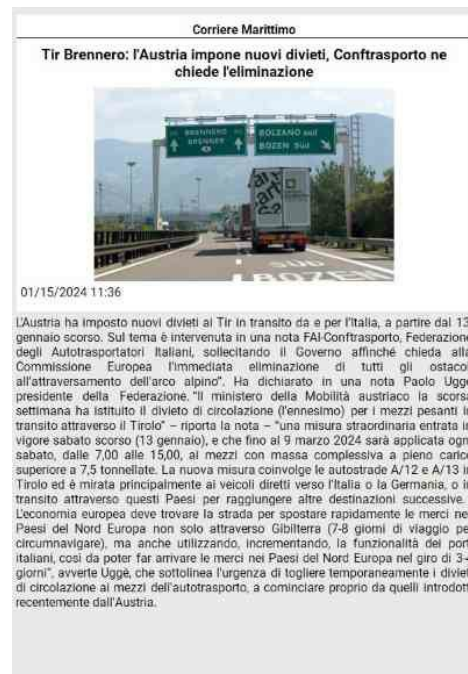 Corriere Marittimo
Tir Brennero: l'Austria impone nuovi divieti, Conftrasporto ne
chiede l'eliminazione
BRENNERO
BRENNER
BOLZANO sud
BOZEN Süd
SÜD
BOZEN
01/15/2024 11:36
L'Austria ha imposto nuovi divieti ai Tir in transito da e per l'Italia, a partire dal 13
gennaio scorso. Sul tema è intervenuta in una nota FAI-Conftrasporto, Federazione
degli Autotrasportatori Italiani, sollecitando il Governo affinché chieda alla
Commissione Europea l'immediata eliminazione di tutti gli ostacol
all'attraversamento dell'arco alpino". Ha dichiarato in una nota Paolo Ugge
presidente della Federazione. "Il ministero della Mobilità austriaco la scorsa
settimana ha istituito il divieto di circolazione (l'ennesimo) per i mezzi pesanti in
transito attraverso il Tirolo" – riporta la nota – "una misura straordinaria entrata in
vigore sabato scorso (13 gennaio), e che fino al 9 marzo 2024 sarà applicata ogn
sabato, dalle 7,00 alle 15,00, ai mezzi con massa complessiva a pieno carico
superiore a 7,5 tonnellate. La nuova misura coinvolge le autostrade A/12 e A/13 in
Tirolo ed è mirata principalmente ai veicoli diretti verso l'Italia o la Germania, o in
transito attraverso questi Paesi per raggiungere altre destinazioni successive.
L'economia europea deve trovare la strada per spostare rapidamente le merci nei
Paesi del Nord Europa non solo attraverso Gibilterra (7-8 giorni di viaggio pe
circumnavigare), ma anche utilizzando, incrementando, la funzionalità dei port
italiani, così da poter far arrivare le merci nei Paesi del Nord Europa nel giro di 3-4
giorni", avverte Uggè, che sottolinea l'urgenza di togliere temporaneamente i diviet
di circolazione ai mezzi dell'autotrasporto, a cominciare proprio da quelli introdott
recentemente dall'Austria.